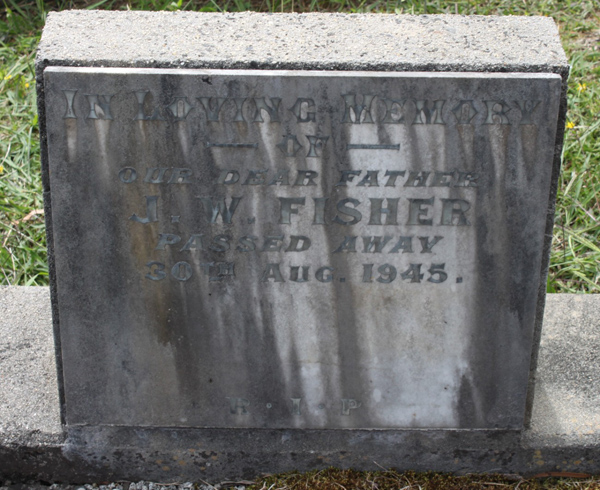 IN LOVING MEMORY
— OF —
OUR DEAR FATHER
J. W. FISHER
PASSED AWAY
30TH AUG. 1945.
R·I·P